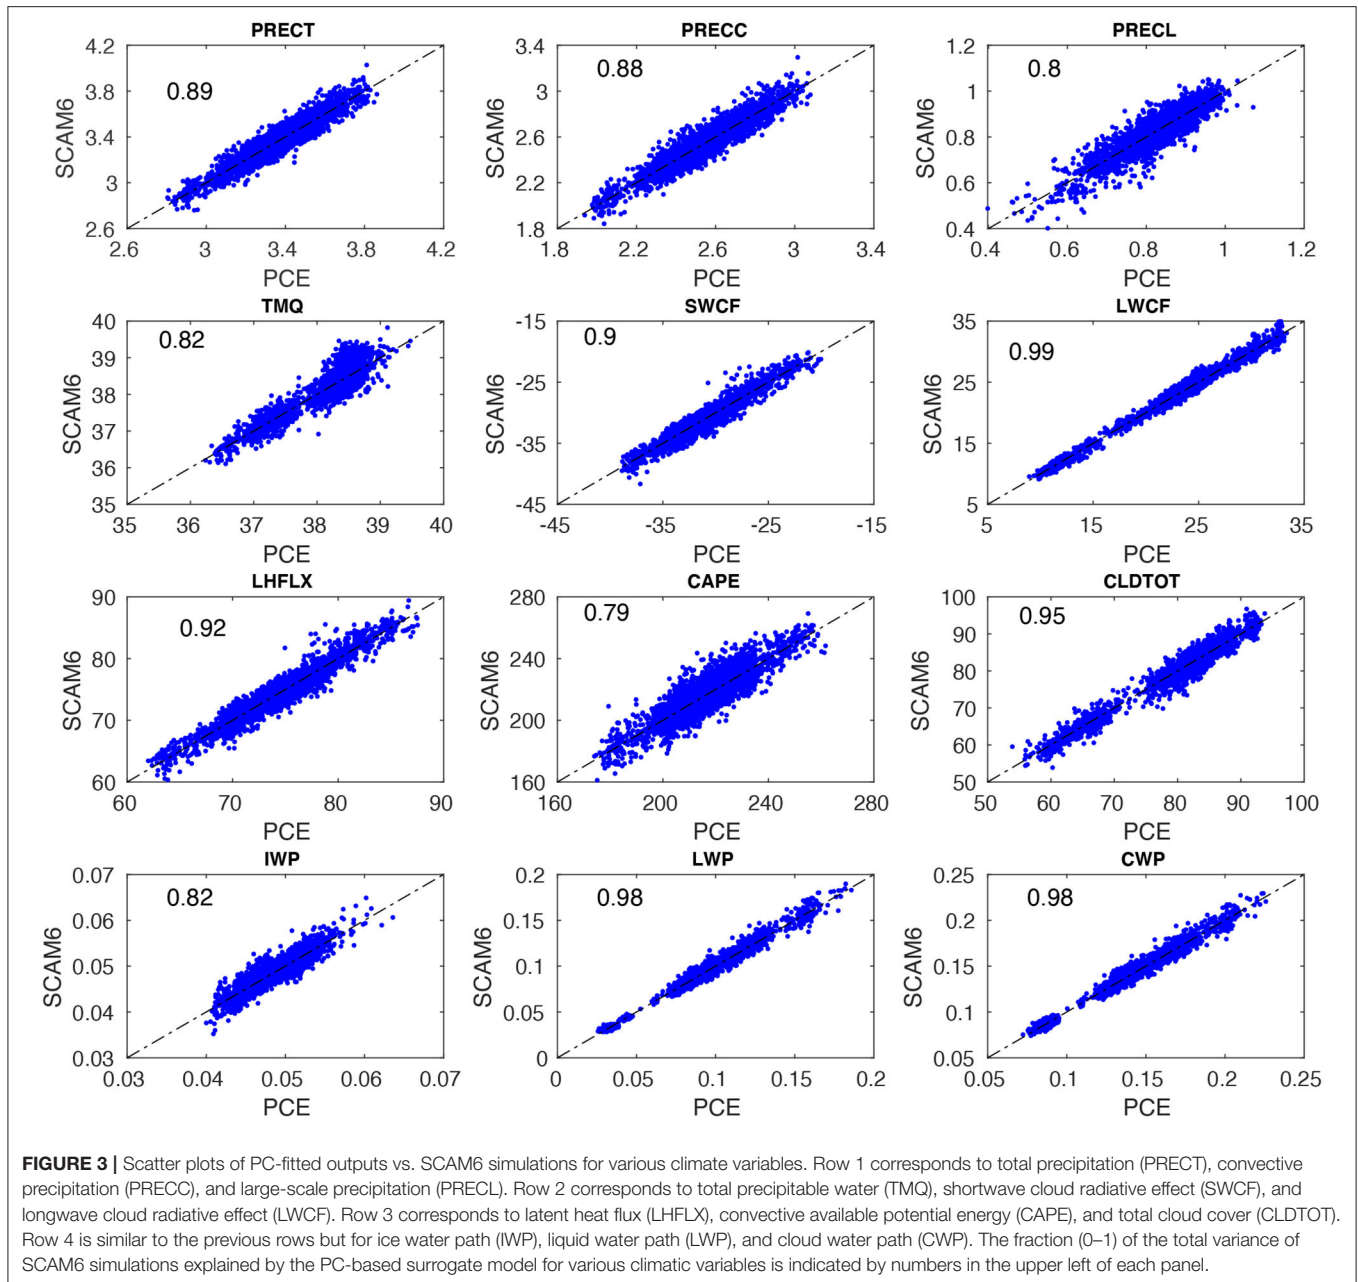 PRECT
4.2
3.8
3.4
3
2.6
0.89
SCAM6
2.6 3 3.4 3.8 4.2
PCE
PRECC
3.4
3
2.6
2.2
1.8
0.88
SCAM6
1.8 2.2 2.6 3 3.4
PCE
PRECL
1.2
1
0.8
0.6
0.4
0.8
SCAM6
0.4 0.6 0.8 1 1.2
PCE
TMQ
40
39
38
37
36
35
0.82
SCAM6
35 36 37 38 39 40
PCE
SWCF
-15
-25
-35
-45
0.9
SCAM6
-45 -35 -25 -15
PCE
LWCF
35
25
15
5
0.99
SCAM6
5 15 25 35
PCE
LHFLX
90
80
70
60
0.92
SCAM6
60 70 80 90
PCE
CAPE
280
240
200
160
0.79
SCAM6
160 200 240 280
PCE
CLDTOT
100
90
80
70
60
50
0.95
SCAM6
50 60 70 80 90 100
PCE
IWP
0.07
0.06
0.05
0.04
0.03
0.82
SCAM6
0.03 0.04 0.05 0.06 0.07
PCE
LWP
0.2
0.15
0.1
0.05
0
0.98
SCAM6
0 0.05 0.1 0.15 0.2
PCE
CWP
0.25
0.2
0.15
0.1
0.05
0.98
SCAM6
0.05 0.1 0.15 0.2 0.25
PCE
FIGURE 3 | Scatter plots of PC-fitted outputs vs. SCAM6 simulations for various climate variables. Row 1 corresponds to total precipitation (PRECT), convective
precipitation (PRECC), and large-scale precipitation (PRECL). Row 2 corresponds to total precipitable water (TMQ), shortwave cloud radiative effect (SWCF), and
longwave cloud radiative effect (LWCF). Row 3 corresponds to latent heat flux (LHFLX), convective available potential energy (CAPE), and total cloud cover (CLDTOT).
Row 4 is similar to the previous rows but for ice water path (IWP), liquid water path (LWP), and cloud water path (CWP). The fraction (0–1) of the total variance of
SCAM6 simulations explained by the PC-based surrogate model for various climatic variables is indicated by numbers in the upper left of each panel.